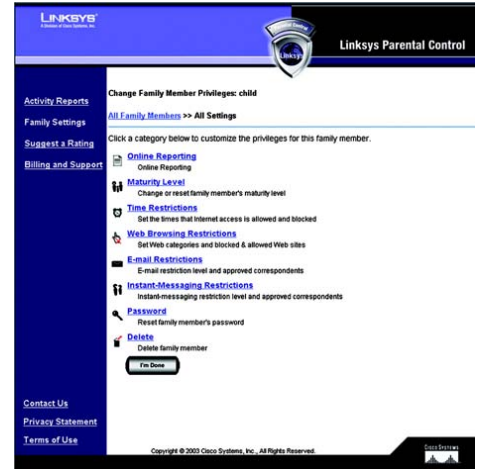 LINKSYS®
A Division of Cisco Systems, Inc.
Parental Control
Linksys
Linksys Parental Control
Activity Reports
Family Settings
Suggest a Rating
Billing and Support
Change Family Member Privileges: child
All Family Members >> All Settings
Click a category below to customize the privileges for this family member.
Online Reporting
Online Reporting
Maturity Level
Change or reset family member's maturity level
Time Restrictions
Set the times that Internet access is allowed and blocked
Web Browsing Restrictions
Set Web categories and blocked & allowed Web sites
E-mail Restrictions
E-mail restriction level and approved correspondents
Instant-Messaging Restrictions
Instant-messaging restriction level and approved correspondents
Password
Reset family member's password
Delete
Delete family member
I'm Done
Contact Us
Privacy Statement
Terms of Use
Copyright © 2003 Cisco Systems, Inc., All Rights Reserved.
CISCO SYSTEMS